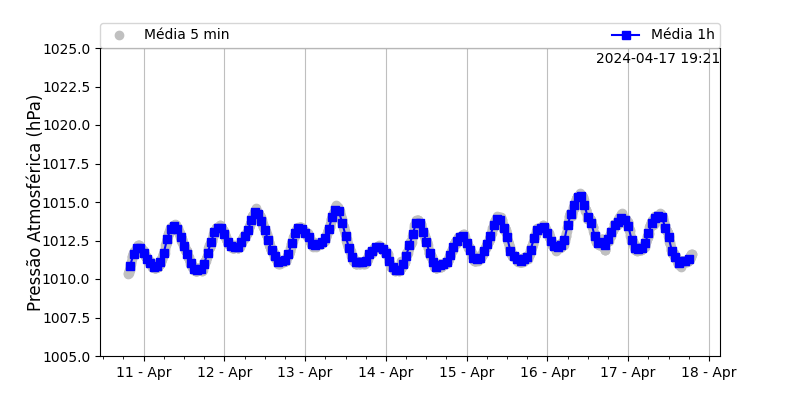 Média 5 min
Média 1h
2024-04-17 19:21
Pressão Atmosférica (hPa)
1025.0
1022.5
1020.0
1017.5
1015.0
1012.5
1010.0
1007.5
1005.0
11 - Apr
12 - Apr
13 - Apr
14 - Apr
15 - Apr
16 - Apr
17 - Apr
18 - Apr